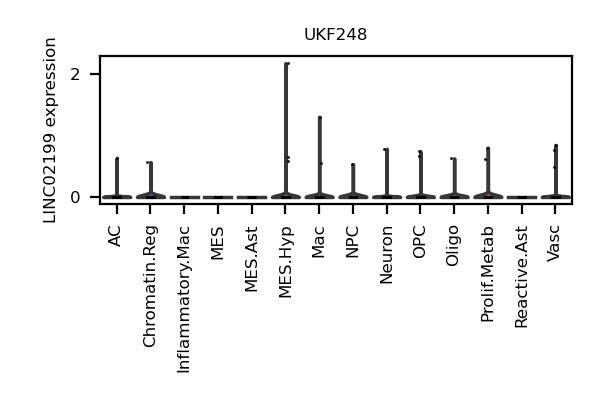 UKF248
LINC02199 expression
2
0
AC
Chromatin.Reg
Inflammatory.Mac
MES
MES.Ast
MES.Hyp
Mac
NPC
Neuron
OPC
Oligo
Prolif.Metab
Reactive.Ast
Vasc